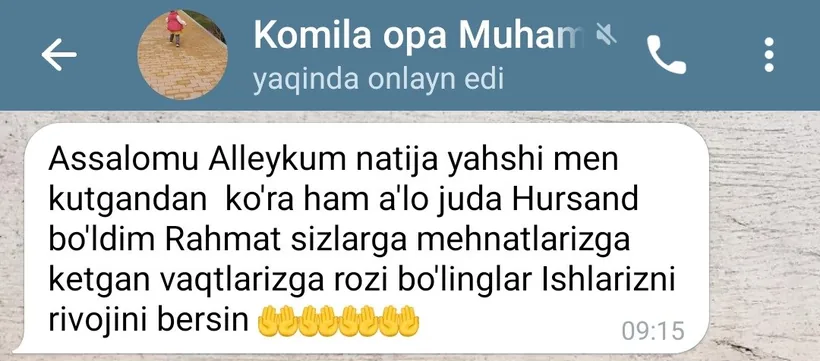 Komila opa Muham
yaqinda onlayn edi
Assalomu Alleykum natija yahshi men
kutgandan  ko'ra ham a'lo juda Hursand
bo'ldim Rahmat sizlarga mehnatlarizga
ketgan vaqtlarizga rozi bo'linglar Ishlarizni
rivojini bersin 🤲🤲🤲🤲
09:15